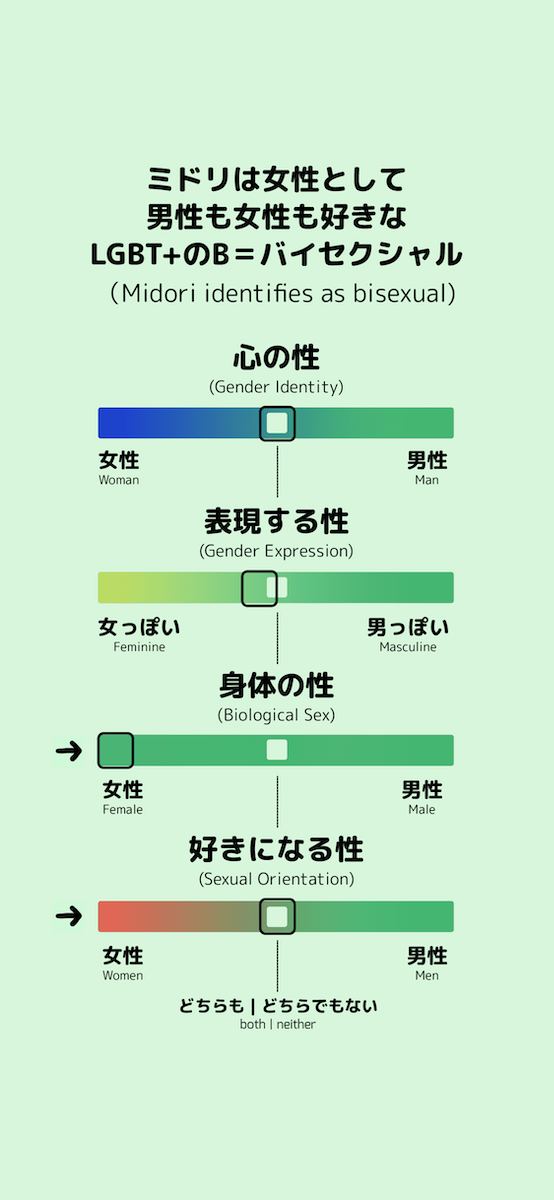 ミドリは女性として
男性も女性も好きな
LGBT+のB＝バイセクシャル
（Midori identifies as bisexual)
心の性
(Gender Identity)
女性 男性
Woman Man
表現する性
(Gender Expression)
女っぽい 男っぽい
Feminine Masculine
身体の性
(Biological Sex)
→
女性 男性
Female Male
好きになる性
(Sexual Orientation)
→
女性 男性
Women Men
どちらも | どちらでもない
both | neither